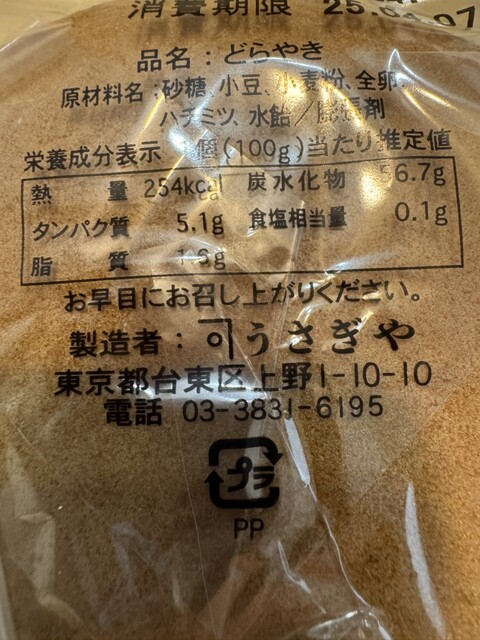 消費期限 25.
品名：どらやき
原材料名：砂糖、小豆、小麦粉、全卵、
ハチミツ、水飴／膨張剤
栄養成分表示 個(100g)当たり推定値
熱量 254kcal 炭水化物 6.7g
タンパク質 5.1g 食塩相当量 0.1g
脂質
お早目にお召し上がりください。
製造者：うさぎや
東京都台東区上野1-10-10
電話 03-3831-6195
プラ
PP